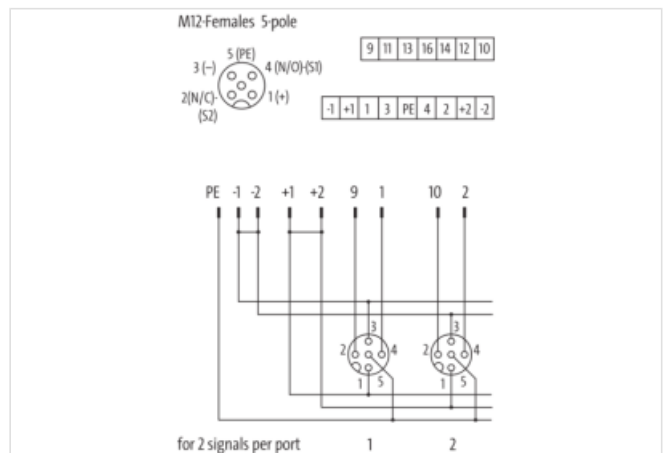 M12-Females 5-pole
5 (PE)
3 (–) 4 (N/O)-(S1)
2(N/C)- 1 (+)
(S2)
9 11 13 16 14 12 10
-1 +1 1 3 PE 4 2 +2 -2
PE -1 -2 +1 +2 9 1 10 2
3 3
2 4 2 4
1 5 1 5
for 2 signals per port 1 2